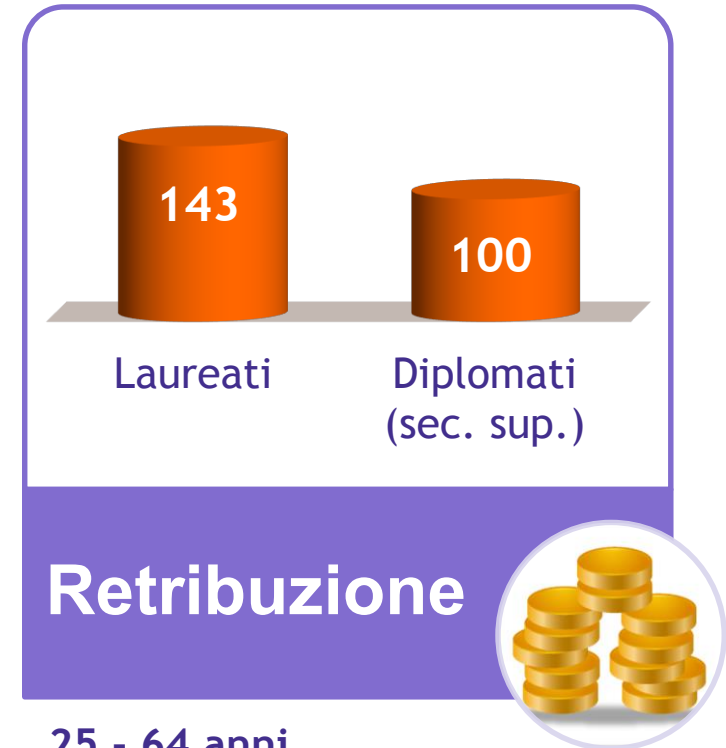 143
100
Laureati
Diplomati
(sec. sup.)
Retribuzione
25 - 64 anni